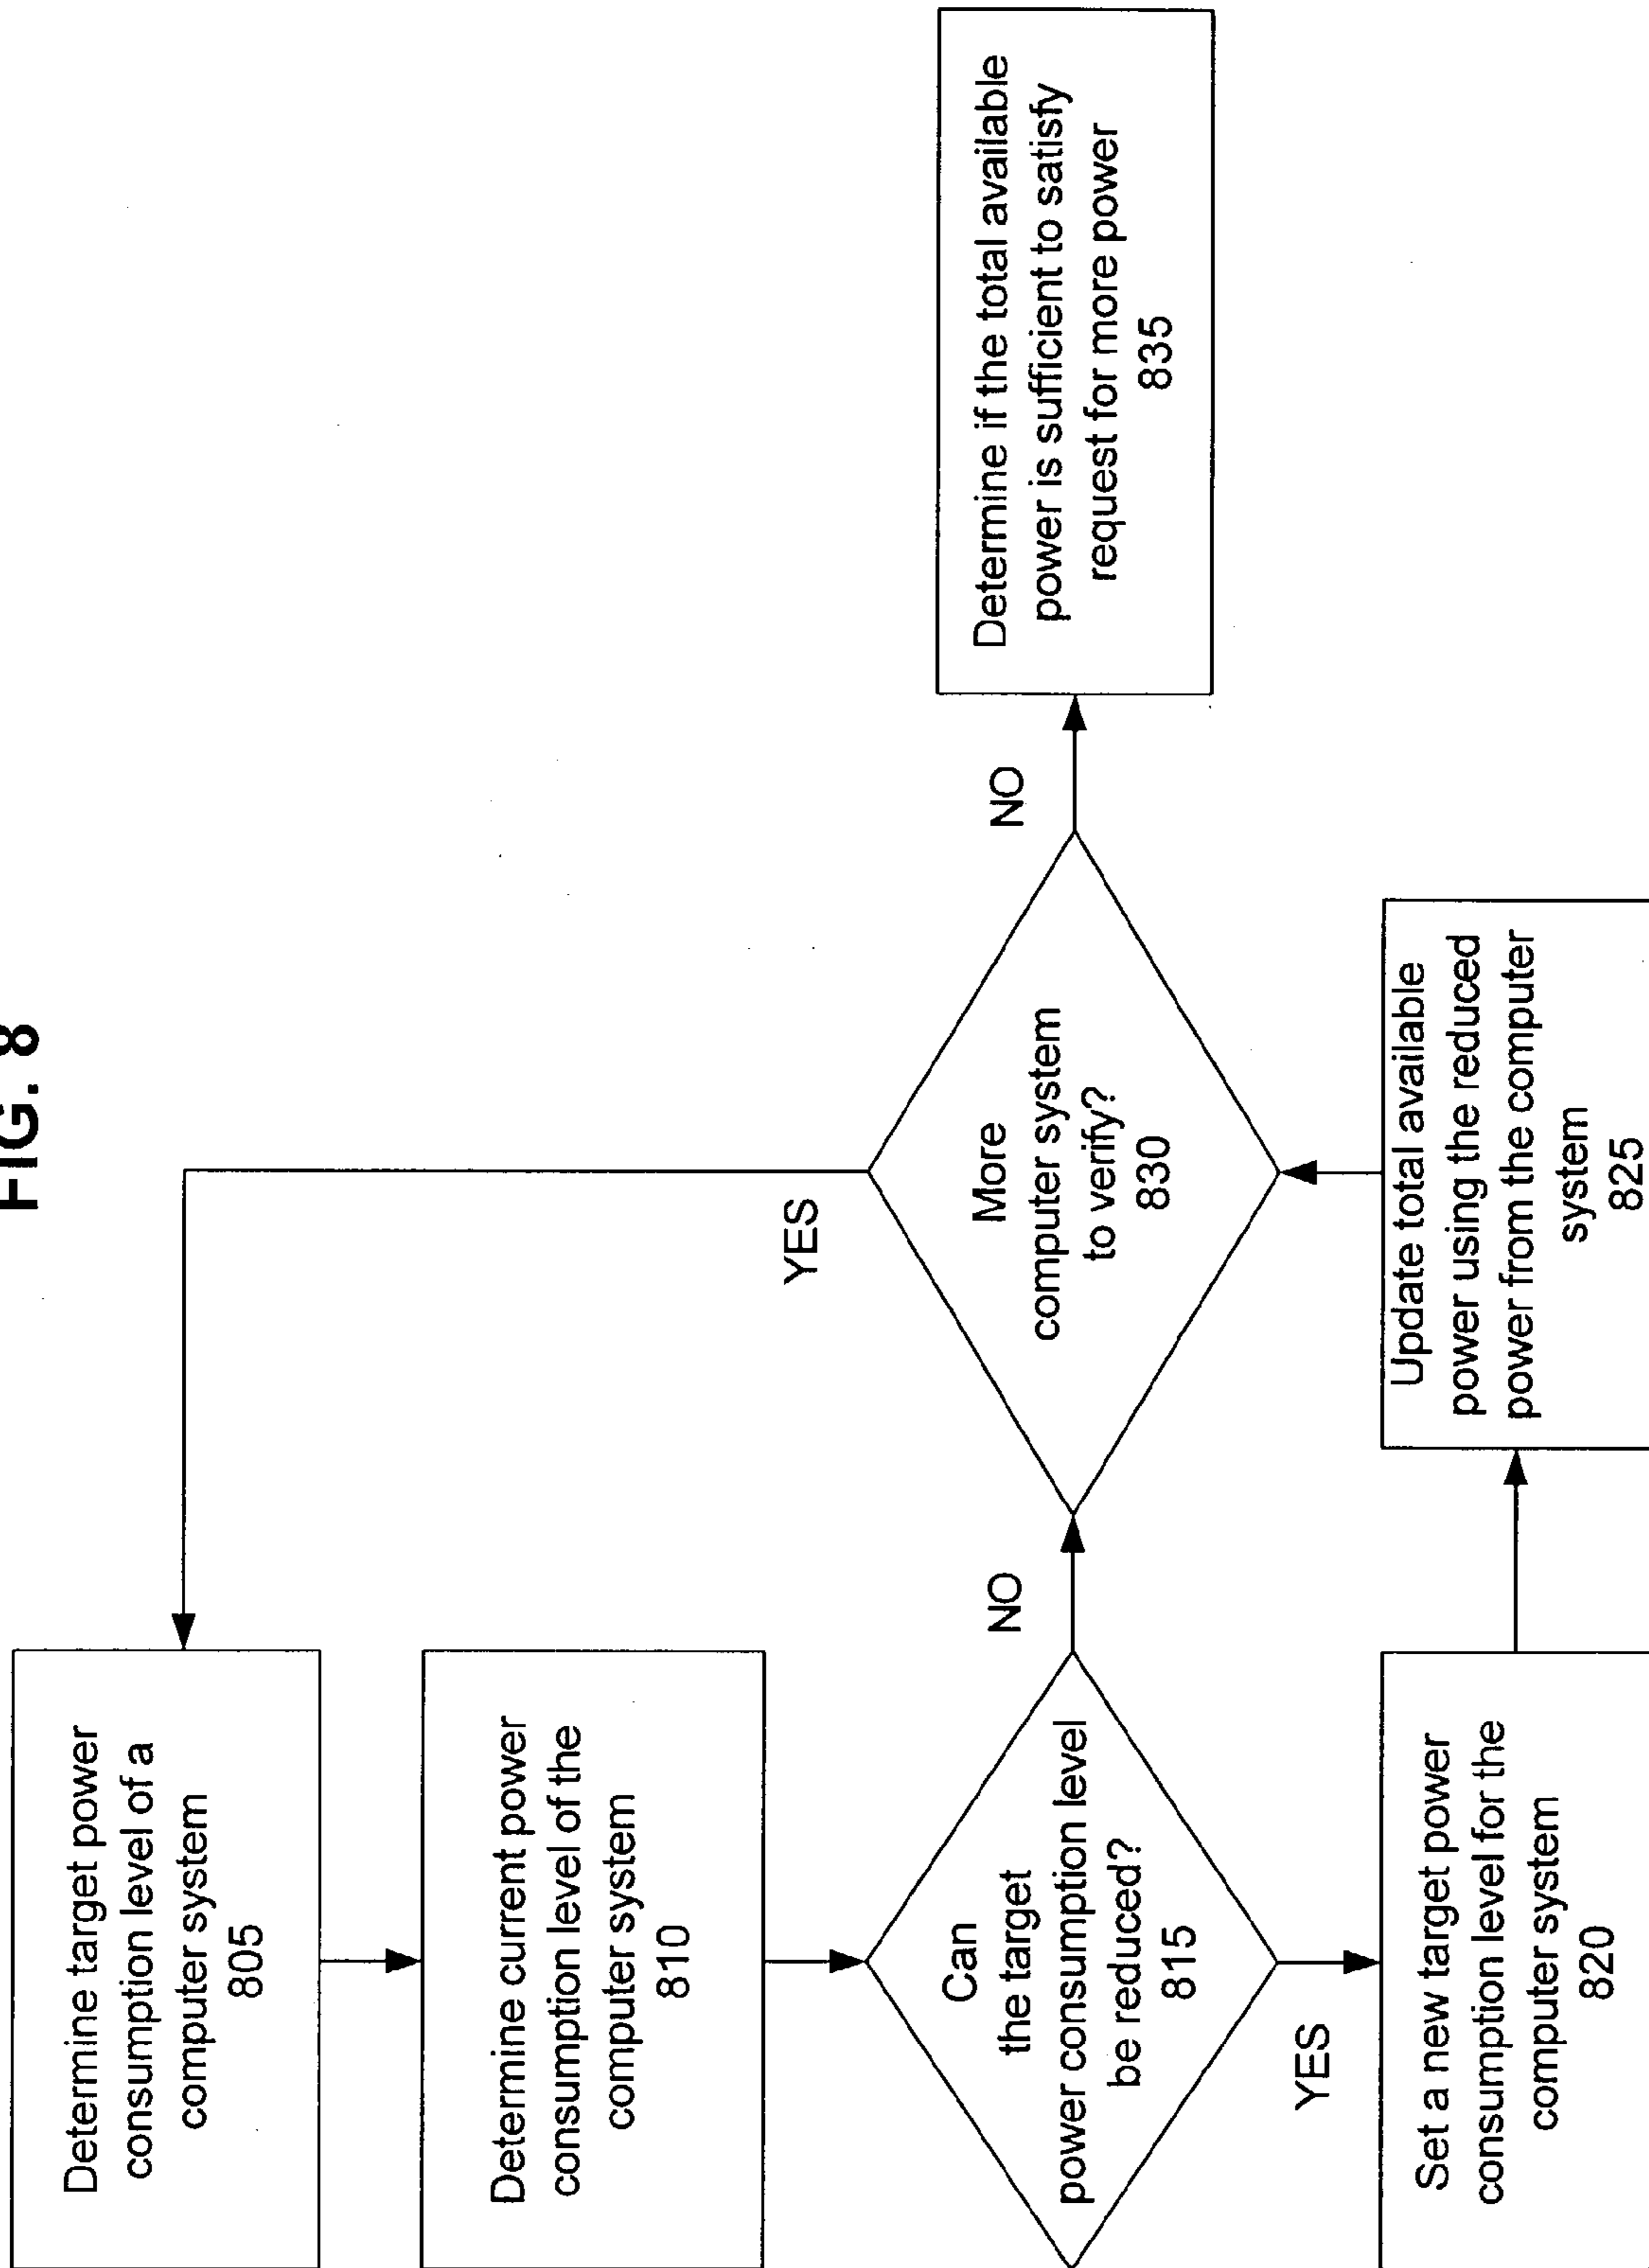 FIG. 8
Determine target power
consumption level of a
computer system
805
Determine current power
consumption level of the
computer system
810
Can
the target
power consumption level
be reduced?
815
NO
YES
Set a new target power
consumption level for the
computer system
820
Update total available
power using the reduced
power from the computer
system
825
More
computer system
to verify?
830
YES
NO
Determine if the total available
power is sufficient to satisfy
request for more power
835